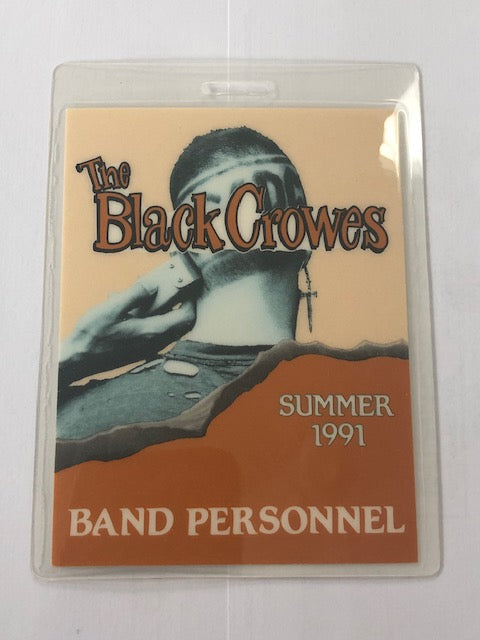 The
Black Crowes
SUMMER
1991
BAND PERSONNEL